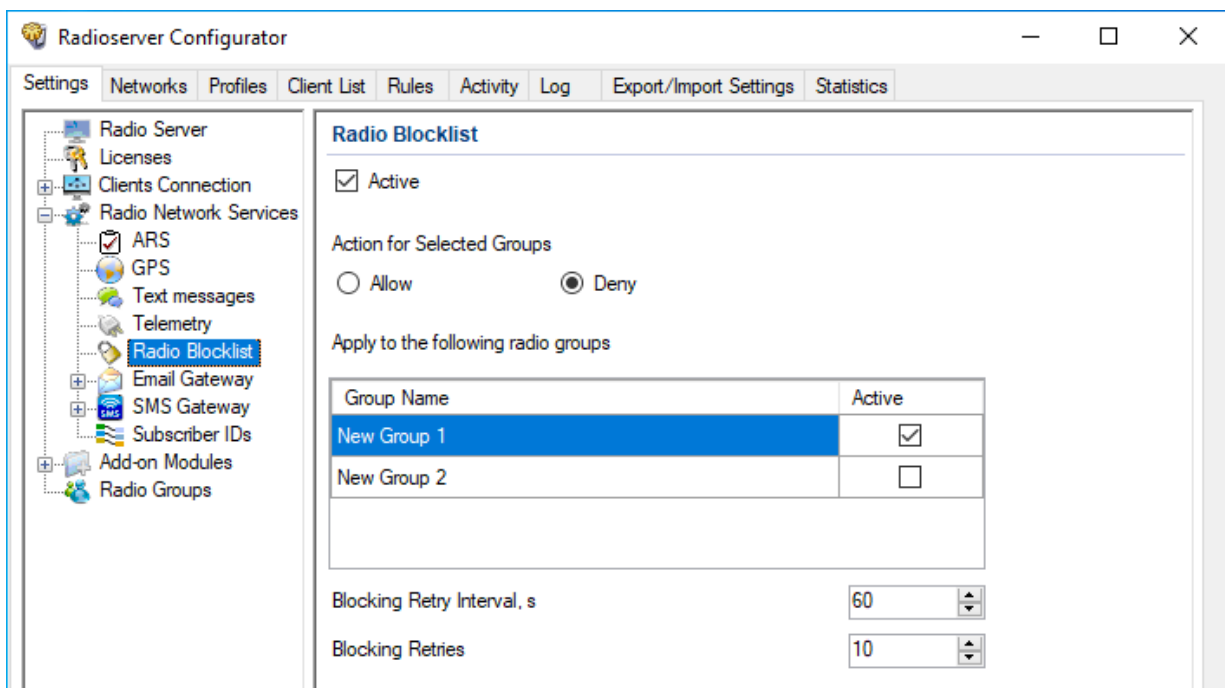 Radioserver Configurator
Settings Networks Profiles Client List Rules Activity Log Export/Import Settings Statistics
Radio Server
Licenses
Clients Connection
Radio Network Services
ARS
GPS
Text messages
Telemetry
Radio Blocklist
Email Gateway
SMS
SMS Gateway
Subscriber IDs
Add-on Modules
Radio Groups
Radio Blocklist
Active
Action for Selected Groups
Allow Deny
Apply to the following radio groups
Group Name Active
New Group 1
New Group 2
Blocking Retry Interval, s 60
Blocking Retries 10